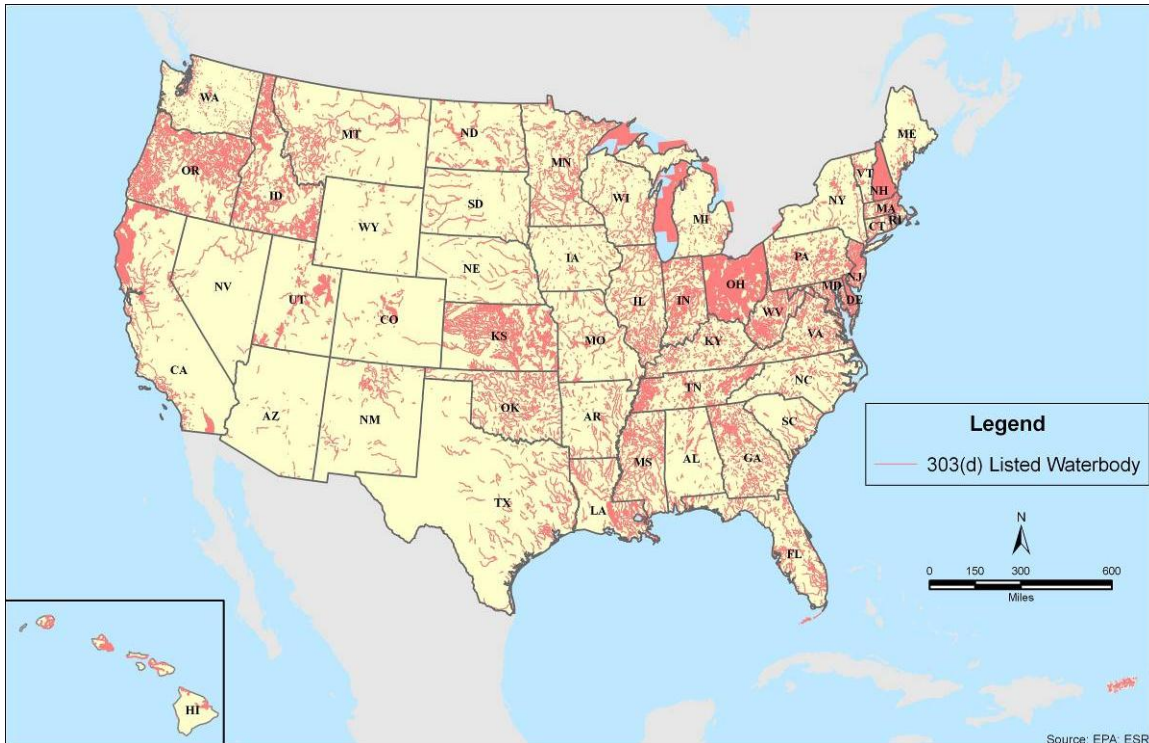 WA
MT
ND
MN
ME
OR
ID
SD
WI
VT
NH
NY
MA
RI
CT
WY
MI
IA
NE
PA
NJ
OH
MD
DE
NV
UT
CO
IL
IN
WV
KS
MO
KY
VA
CA
NC
TN
AZ
NM
OK
AR
SC
MS
AL
GA
TX
LA
FL
HI
Legend
303(d) Listed Waterbody
N
0 150 300 600
Miles
Source: EPA; ESR